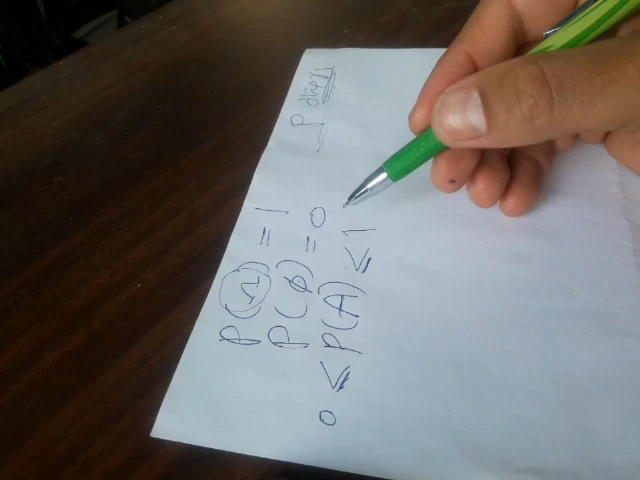 P(Ω) = 1
P(φ) = 0
0 ≤ P(A) ≤ 1